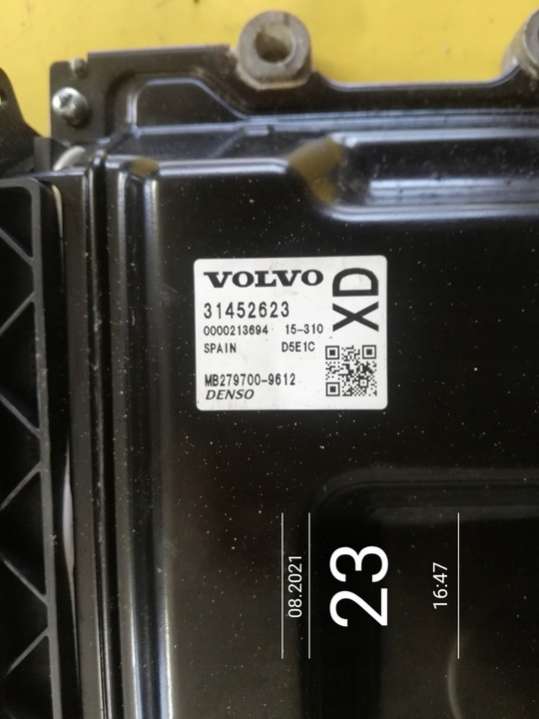 VOLVO
31452623
0000213694 15-310
SPAIN D5E1C
XD
MB279700-9612
DENSO
08.2021
23
16:47